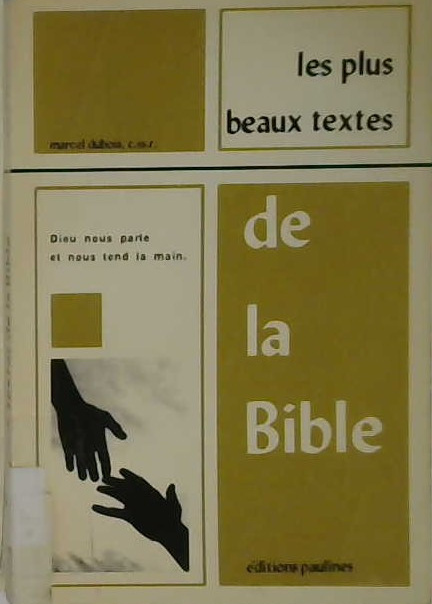 les plus
beaux textes
marcel dubois, c.ss.r.
de
la
Bible
Dieu nous parle
et nous tend la main.
éditions paulines